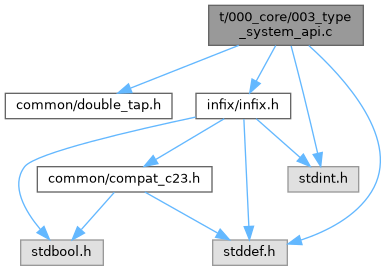 t/000_core/003_type
_system_api.c
common/double_tap.h
infix/infix.h
common/compat_c23.h
stdint.h
stdbool.h
stddef.h